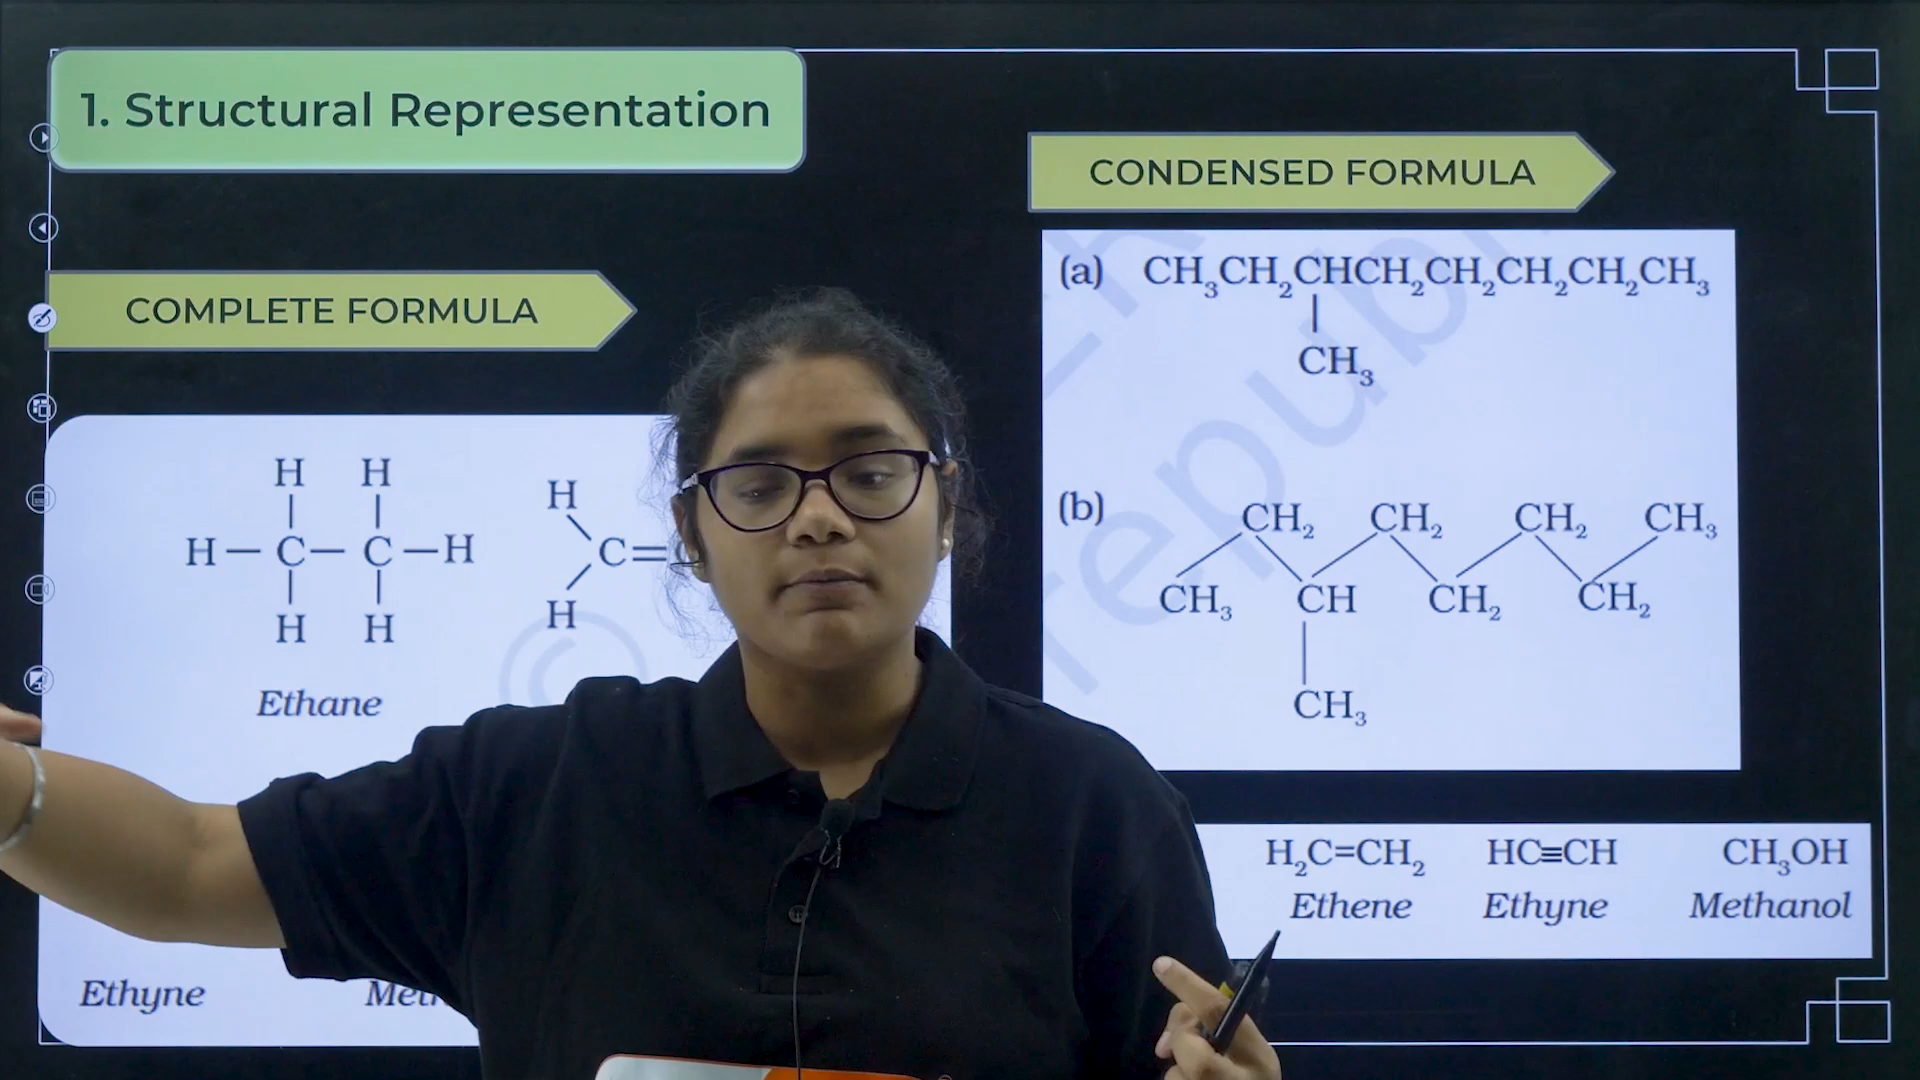 1. Structural Representation
CONDENSED FORMULA
(a) CH₃CH₂CHCH₂CH₂CH₂CH₂CH₃
CH₃
COMPLETE FORMULA
H H
H—C—C—H
H H
Ethane
H
C=
H
(b) CH₂ CH₂ CH₂ CH₃
CH₃ CH CH₂ CH₂
CH₃
H₂C=CH₂ HC≡CH CH₃OH
Ethene Ethyne Methanol
Ethyne